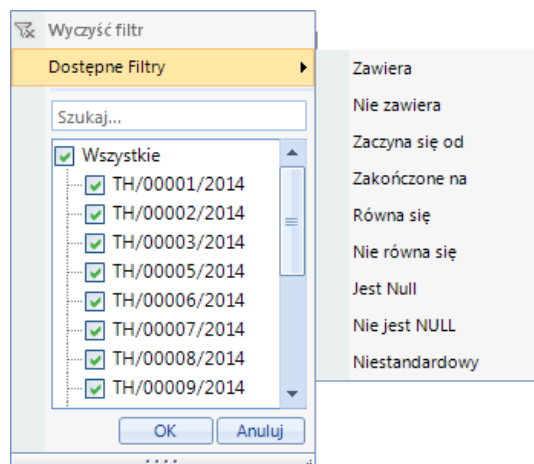 Wyczyść filtr
Dostępne Filtry
Szukaj...
Wszystkie
TH/00001/2014
TH/00002/2014
TH/00003/2014
TH/00005/2014
TH/00006/2014
TH/00007/2014
TH/00008/2014
TH/00009/2014
OK Anuluj
Zawiera
Nie zawiera
Zaczyna się od
Zakończone na
Równa się
Nie równa się
Jest Null
Nie jest NULL
Niestandardowy